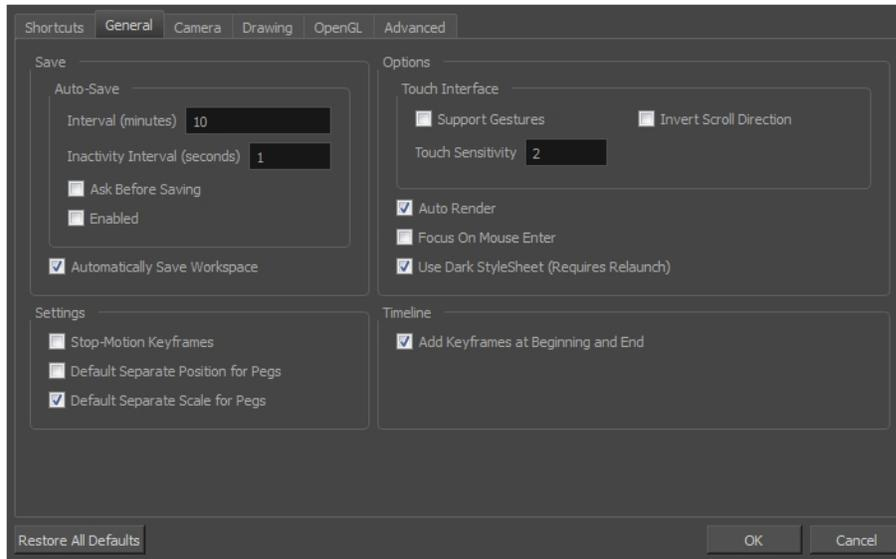 Shortcuts General Camera Drawing OpenGL Advanced
Save
Auto-Save
Interval (minutes) 10
Inactivity Interval (seconds) 1
Ask Before Saving
Enabled
Automatically Save Workspace
Options
Touch Interface
Support Gestures Invert Scroll Direction
Touch Sensitivity 2
Auto Render
Focus On Mouse Enter
Use Dark StyleSheet (Requires Relaunch)
Settings
Stop-Motion Keyframes
Default Separate Position for Pegs
Default Separate Scale for Pegs
Timeline
Add Keyframes at Beginning and End
Restore All Defaults OK Cancel